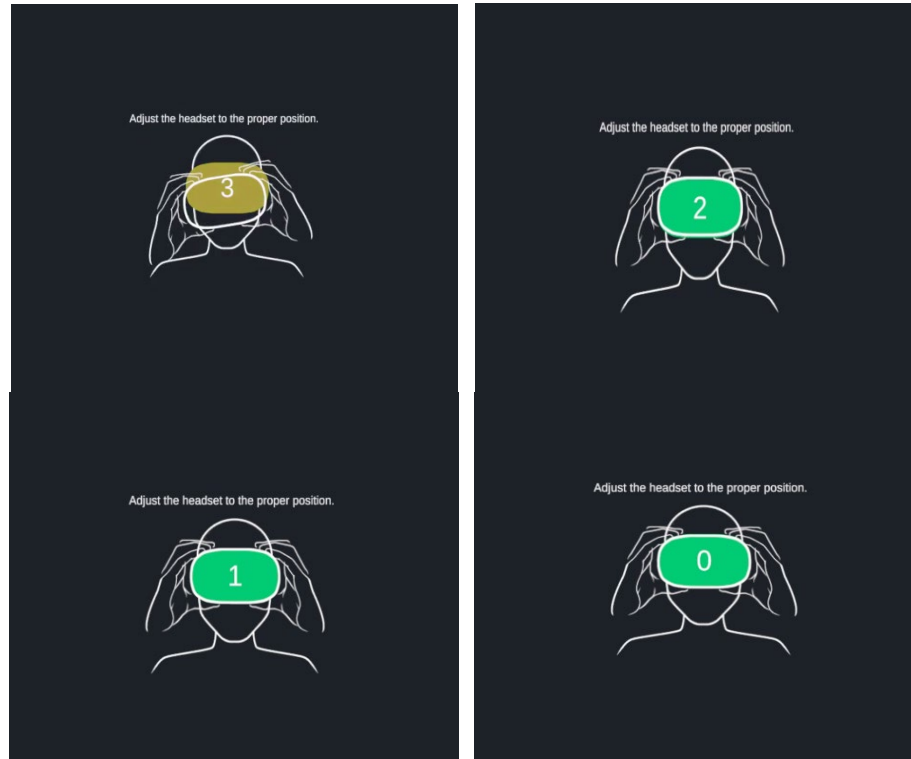 Adjust the headset to the proper position.
3
Adjust the headset to the proper position.
2
Adjust the headset to the proper position.
1
Adjust the headset to the proper position.
0